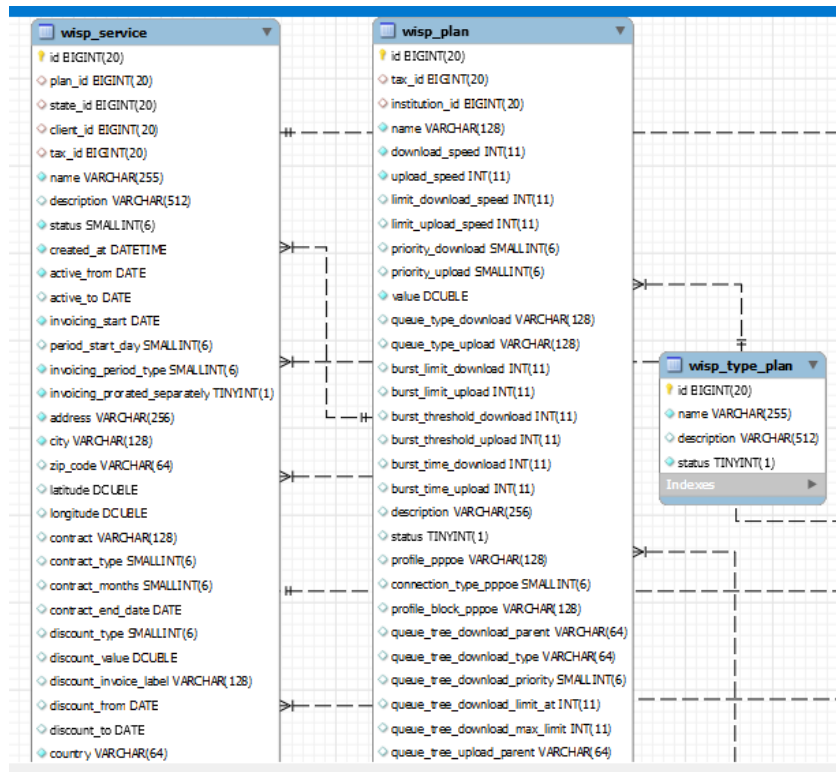 wisp_service
id BIGINT(20)
plan_id BIGINT(20)
state_id BIGINT(20)
client_id BIGINT(20)
tax_id BIGINT(20)
name VARCHAR(255)
description VARCHAR(512)
status SMALLINT(6)
created_at DATETIME
active_from DATE
active_to DATE
invoicing_start DATE
period_start_day SMALLINT(6)
invoicing_period_type SMALLINT(6)
invoicing_prorated_separately TINYINT(1)
address VARCHAR(256)
city VARCHAR(128)
zip_code VARCHAR(64)
latitude DOUBLE
longitude DOUBLE
contract VARCHAR(128)
contract_type SMALLINT(6)
contract_months SMALLINT(6)
contract_end_date DATE
discount_type SMALLINT(6)
discount_value DOUBLE
discount_invoice_label VARCHAR(128)
discount_from DATE
discount_to DATE
country VARCHAR(64)
wisp_plan
id BIGINT(20)
tax_id BIGINT(20)
institution_id BIGINT(20)
name VARCHAR(128)
download_speed INT(11)
upload_speed INT(11)
limit_download_speed INT(11)
limit_upload_speed INT(11)
priority_download SMALLINT(6)
priority_upload SMALLINT(6)
value DOUBLE
queue_type_download VARCHAR(128)
queue_type_upload VARCHAR(128)
burst_limit_download INT(11)
burst_limit_upload INT(11)
burst_threshold_download INT(11)
burst_threshold_upload INT(11)
burst_time_download INT(11)
burst_time_upload INT(11)
description VARCHAR(256)
status TINYINT(1)
profile_pppoe VARCHAR(128)
connection_type_pppoe SMALLINT(6)
profile_block_pppoe VARCHAR(128)
queue_tree_download_parent VARCHAR(64)
queue_tree_download_type VARCHAR(64)
queue_tree_download_priority SMALLINT(6)
queue_tree_download_limit_at INT(11)
queue_tree_download_max_limit INT(11)
queue_tree_upload_parent VARCHAR(64)
wisp_type_plan
id BIGINT(20)
name VARCHAR(255)
description VARCHAR(512)
status TINYINT(1)
Indexes